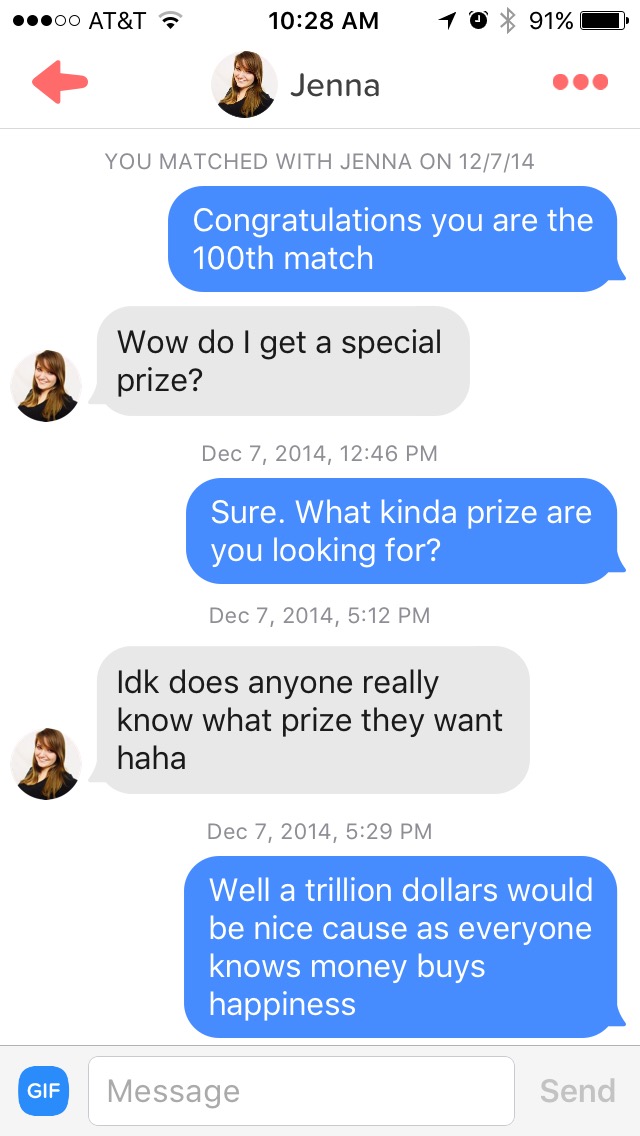 AT&T 10:28 AM 91%
Jenna
YOU MATCHED WITH JENNA ON 12/7/14
Congratulations you are the
100th match
Wow do I get a special
prize?
Dec 7, 2014, 12:46 PM
Sure. What kinda prize are
you looking for?
Dec 7, 2014, 5:12 PM
Idk does anyone really
know what prize they want
haha
Dec 7, 2014, 5:29 PM
Well a trillion dollars would
be nice cause as everyone
knows money buys
happiness
GIF Message Send